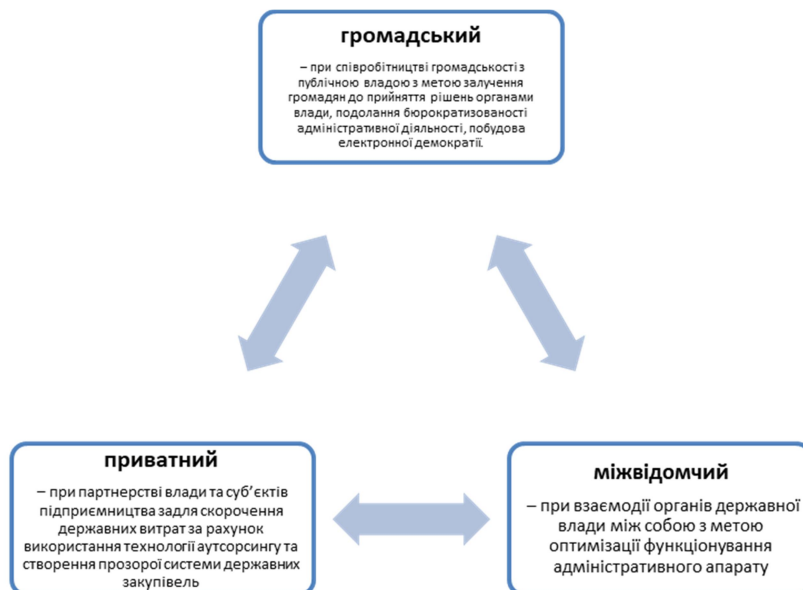 громадський
– при співробітництві громадськості з
публічною владою з метою залучення
громадян до прийняття рішень органами
влади, подолання бюрократизованості
адміністративної діяльності, побудова
електронної демократії.
приватний
– при партнерстві влади та суб’єктів
підприємництва задля скорочення
державних витрат за рахунок
використання технології аутсорсингу та
створення прозорої системи державних
закупівель
міжвідомчий
– при взаємодії органів державної
влади між собою з метою
оптимізації функціонування
адміністративного апарату